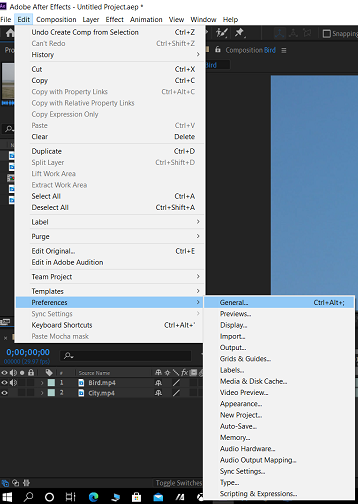 Adobe After Effects - Untitled Project.aep *
File Edit Composition Layer Effect Animation View Window Help
Undo Create Comp from Selection Ctrl+Z
Can't Redo Ctrl+Shift+Z
History
Cut Ctrl+X
Copy Ctrl+C
Copy with Property Links Ctrl+Alt+C
Copy with Relative Property Links
Copy Expression Only
Paste Ctrl+V
Clear Delete
Duplicate Ctrl+D
Split Layer Ctrl+Shift+D
Lift Work Area
Extract Work Area
Select All Ctrl+A
Deselect All Ctrl+Shift+A
Label
Purge
Edit Original... Ctrl+E
Edit in Adobe Audition
Team Project
Templates
Preferences
Sync Settings
Keyboard Shortcuts Ctrl+Alt+'
Paste Mocha mask
Snapping
Composition Bird
Bird
General... Ctrl+Alt+;
Previews...
Display...
Import...
Output...
Grids & Guides...
Labels...
Media & Disk Cache...
Video Preview...
Appearance...
New Project...
Auto-Save...
Memory...
Audio Hardware...
Audio Output Mapping...
Sync Settings...
Type...
Scripting & Expressions...
0;00;00;00
# Source Name
1 Bird.mp4
2 City.mp4
Toggle Switches